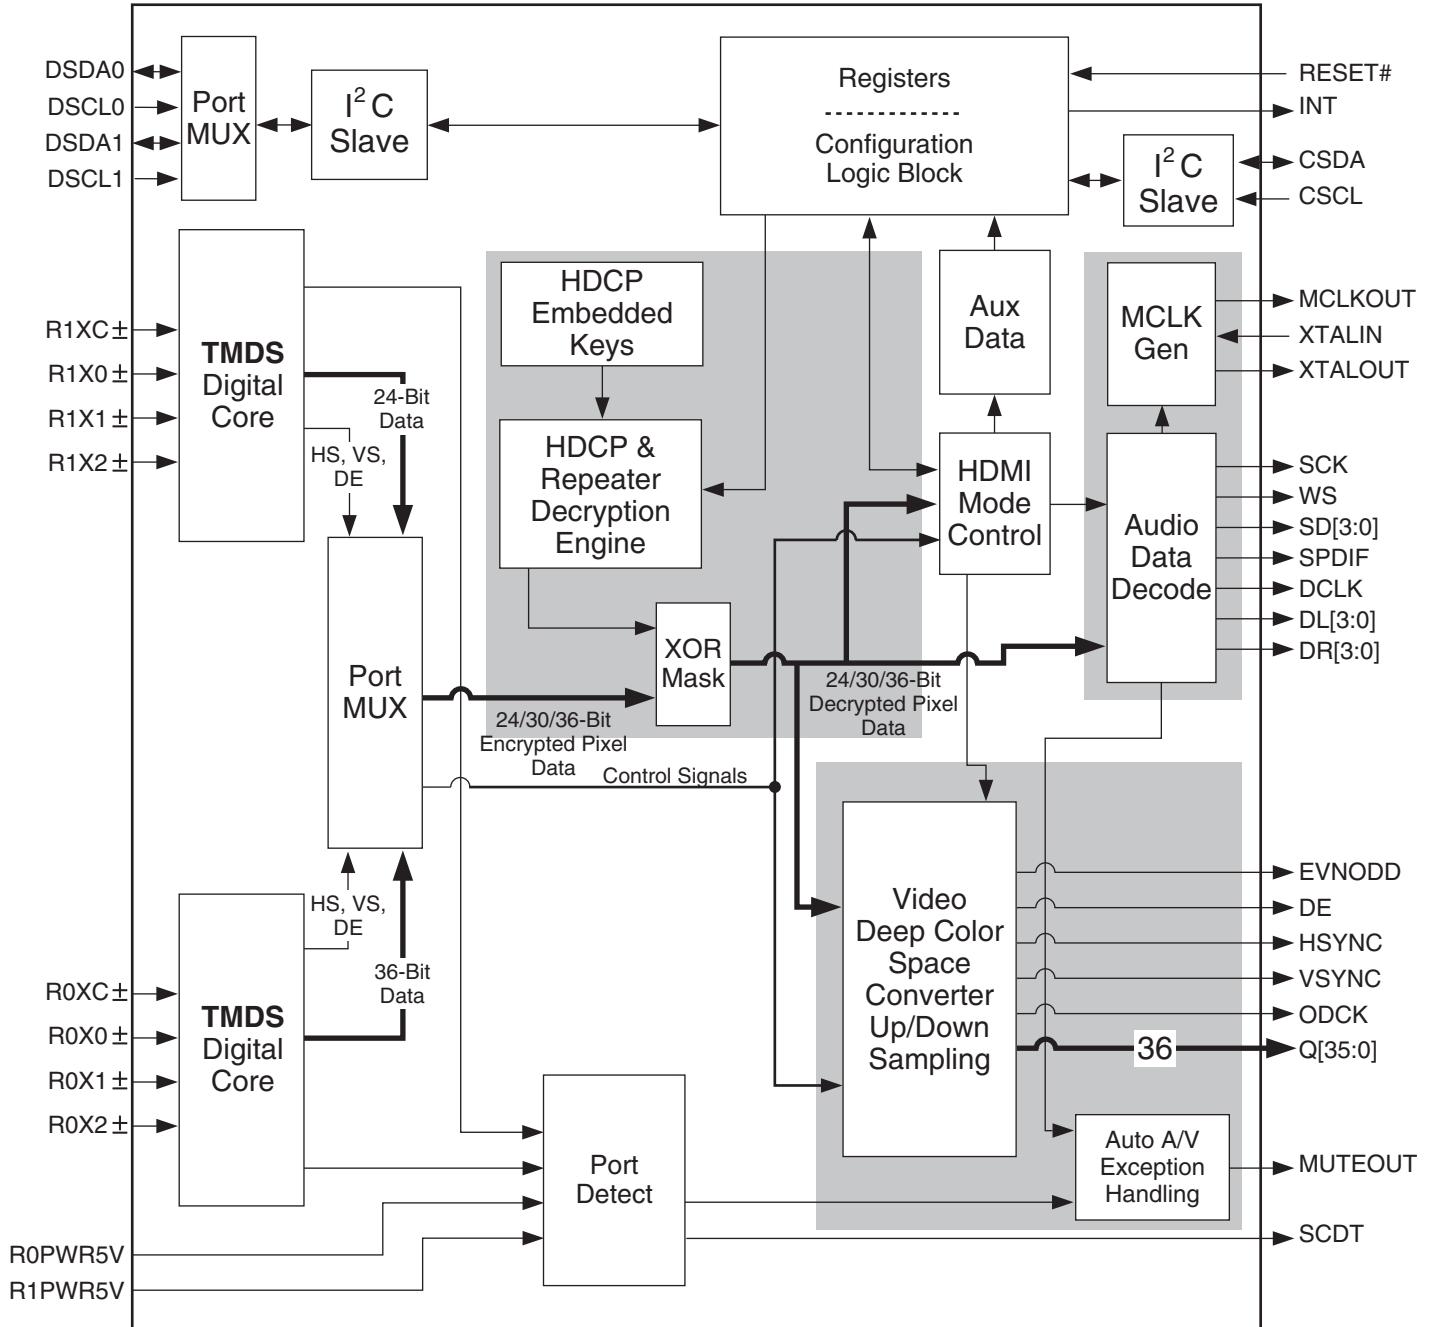 DSDA0
DSCL0
DSDA1
DSCL1
Port
MUX
I² C
Slave
Registers
Configuration
Logic Block
RESET#
INT
I² C
Slave
CSDA
CSCL
R1XC±
R1X0±
R1X1±
R1X2±
TMDS
Digital
Core
24-Bit
Data
HS, VS,
DE
HDCP
Embedded
Keys
HDCP &
Repeater
Decryption
Engine
XOR
Mask
Aux
Data
HDMI
Mode
Control
MCLK
Gen
MCLKOUT
XTALIN
XTALOUT
Audio
Data
Decode
SCK
WS
SD[3:0]
SPDIF
DCLK
DL[3:0]
DR[3:0]
Port
MUX
24/30/36-Bit
Encrypted Pixel
Data
24/30/36-Bit
Decrypted Pixel
Data
Control Signals
HS, VS,
DE
36-Bit
Data
R0XC±
R0X0±
R0X1±
R0X2±
TMDS
Digital
Core
Video
Deep Color
Space
Converter
Up/Down
Sampling
EVNODD
DE
HSYNC
VSYNC
ODCK
36
Q[35:0]
Port
Detect
Auto A/V
Exception
Handling
MUTEOUT
SCDT
R0PWR5V
R1PWR5V